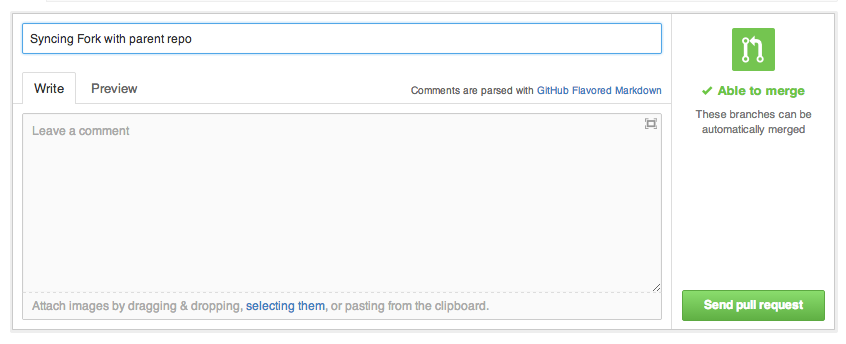 Syncing Fork with parent repo
Write
Preview
Comments are parsed with GitHub Flavored Markdown
Leave a comment
Attach images by dragging & dropping, selecting them, or pasting from the clipboard.
Able to merge
These branches can be
automatically merged
Send pull request